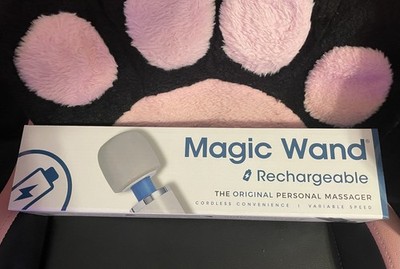 Magic Wand®
Rechargeable
THE ORIGINAL PERSONAL MASSAGER
CORDLESS CONVENIENCE | VARIABLE SPEED